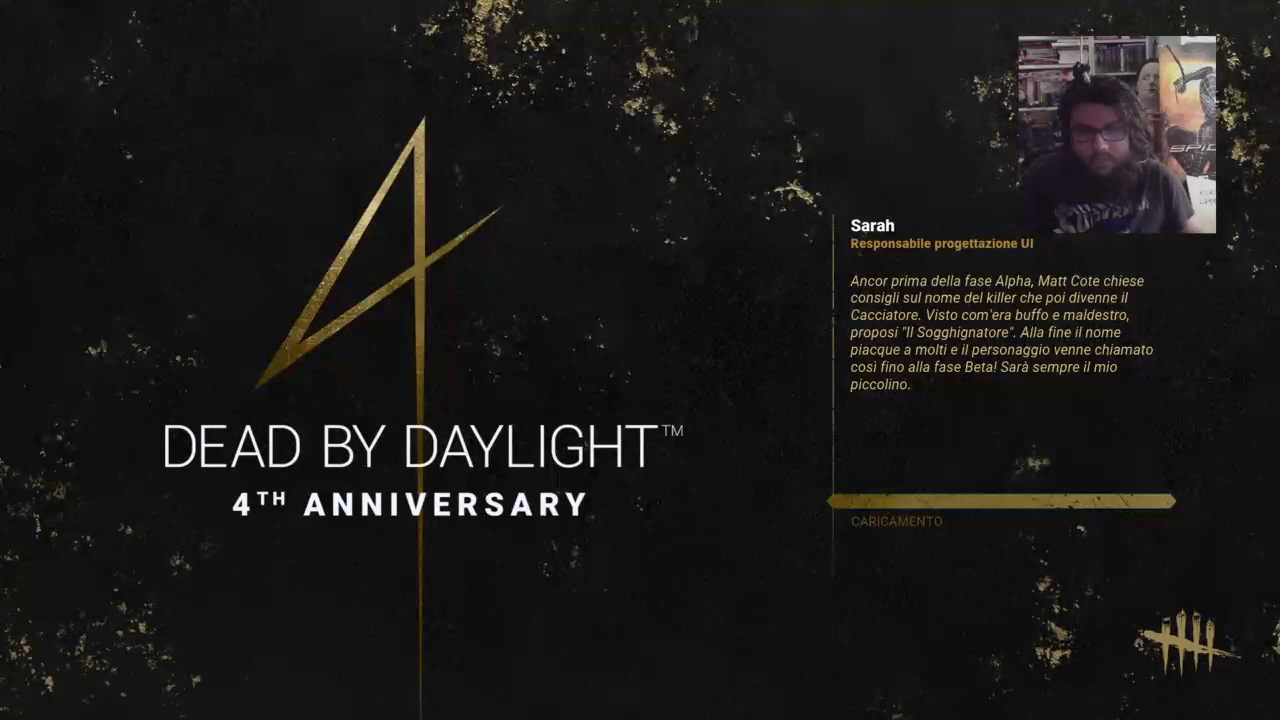 DEAD BY DAYLIGHT™
4TH ANNIVERSARY
Sarah
Responsabile progettazione UI
Ancor prima della fase Alpha, Matt Cote chiese
consigli sul nome del killer che poi divenne il
Cacciatore. Visto com'era buffo e maldestro,
proposi "Il Sogghignatore". Alla fine il nome
piacque a molti e il personaggio venne chiamato
così fino alla fase Beta! Sarà sempre il mio
piccolino.
CARICAMENTO